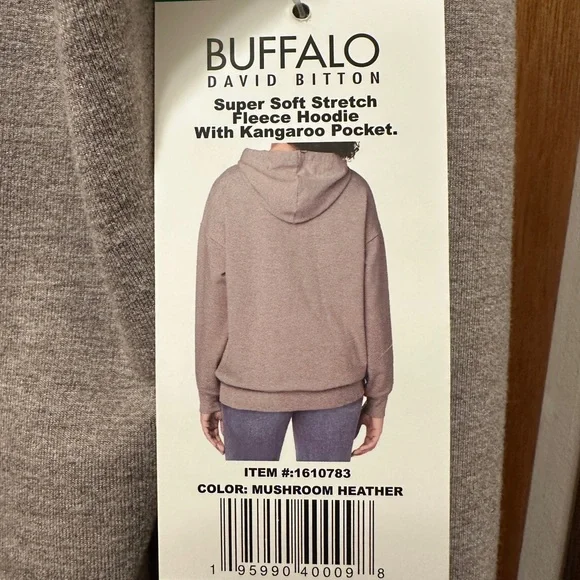 BUFFALO
DAVID BITTON
Super Soft Stretch
Fleece Hoodie
With Kangaroo Pocket.
ITEM #:1610783
COLOR: MUSHROOM HEATHER
1 95990 40009 8